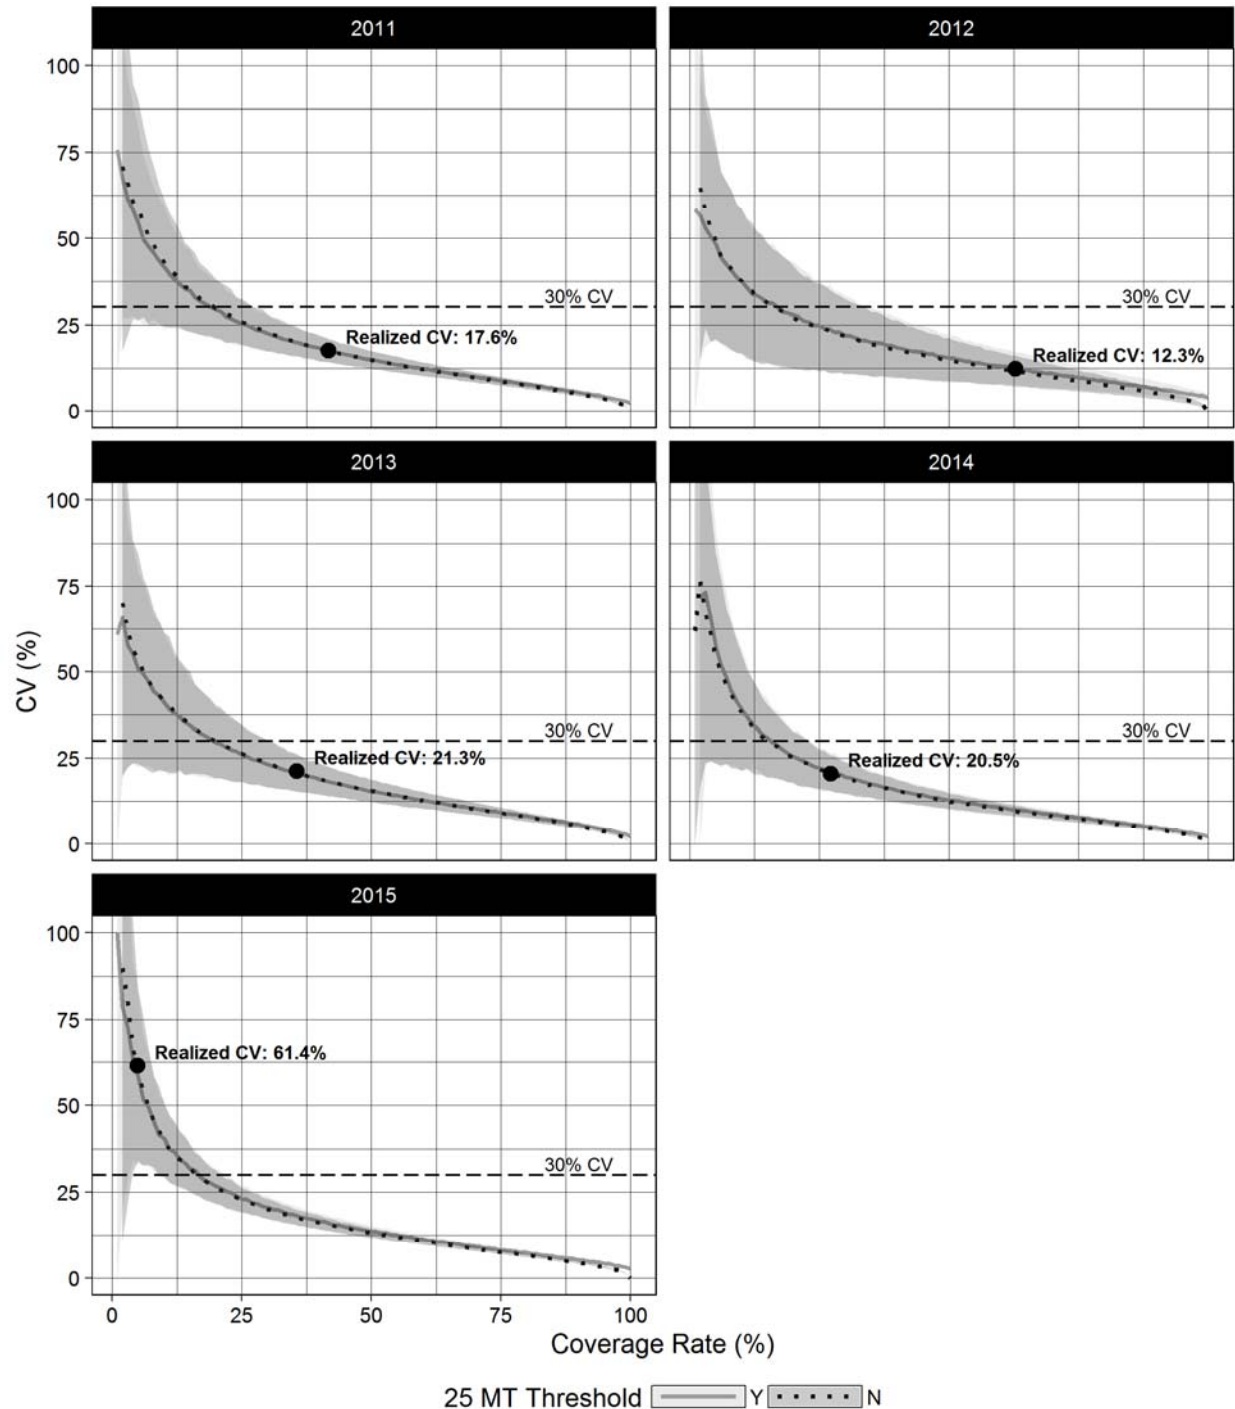 2011 2012
100
75
50
25
0
30% CV 30% CV
Realized CV: 17.6% Realized CV: 12.3%
2013 2014
100
75
50
25
0
30% CV 30% CV
Realized CV: 21.3% Realized CV: 20.5%
CV (%)
2015
100
75
50
25
0
Realized CV: 61.4%
30% CV
0 25 50 75 100
Coverage Rate (%)
25 MT Threshold Y N